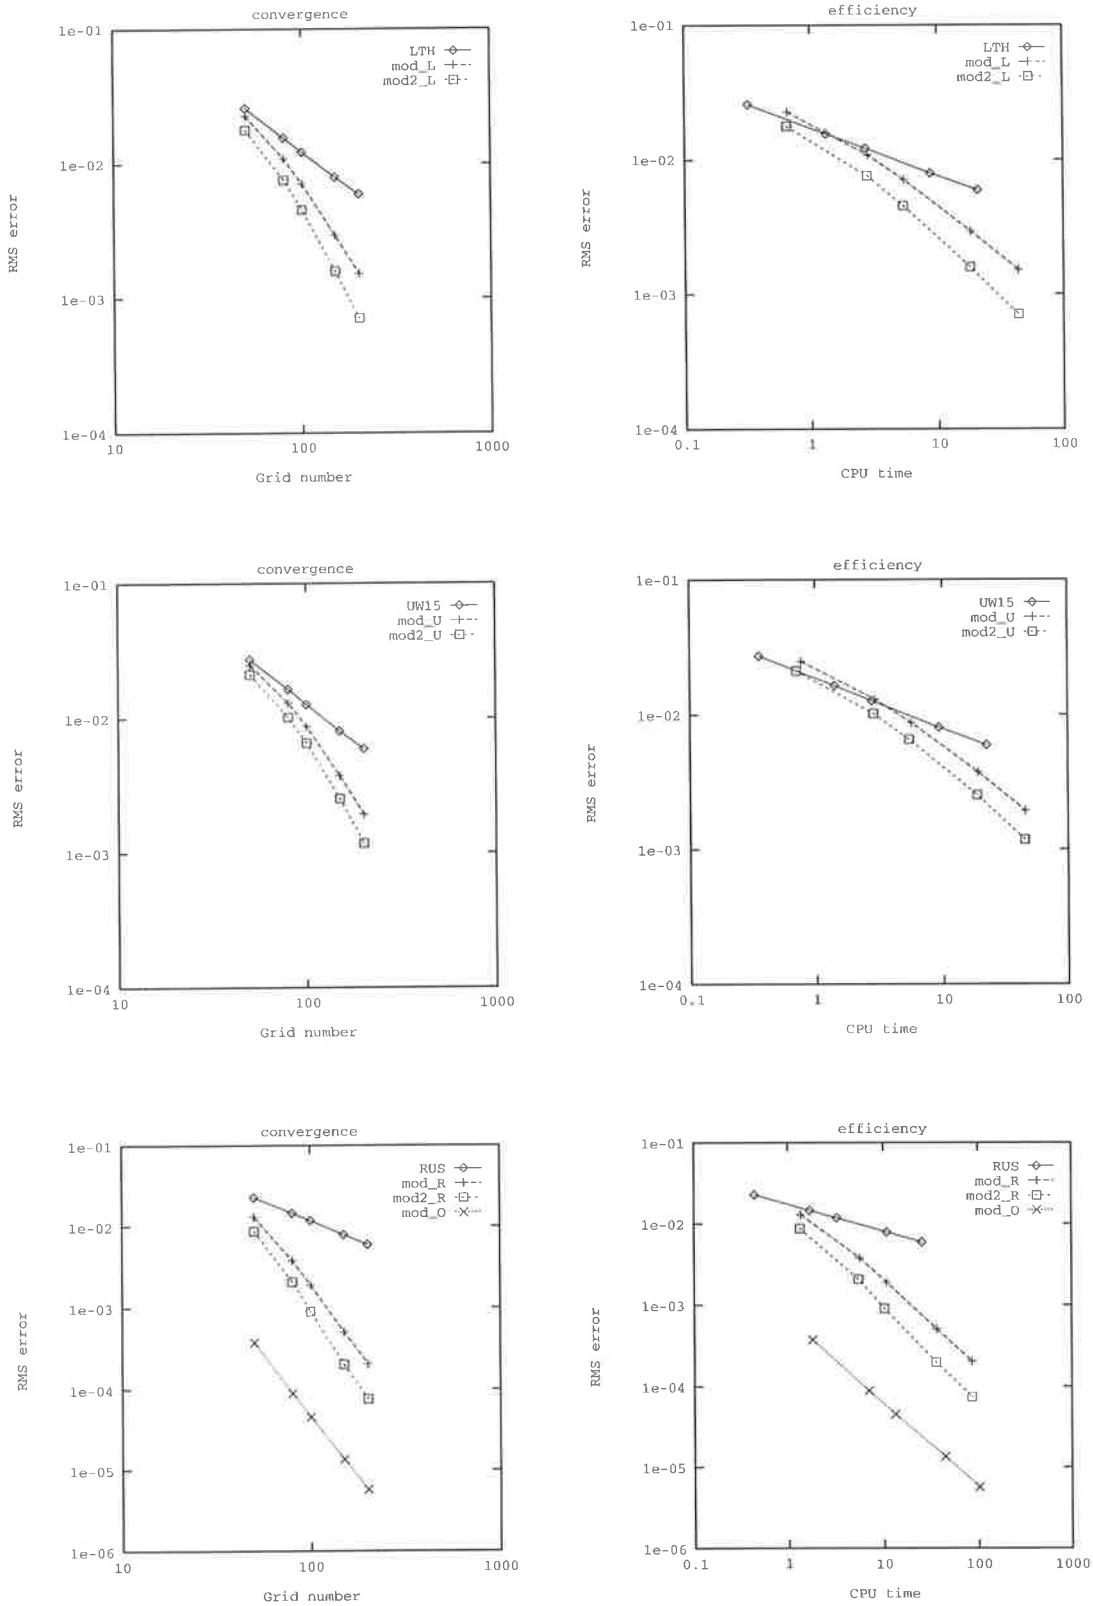 convergence
1e-01
LTH
mod_L
mod2_L
1e-02
RMS error
1e-03
1e-04
10
100
1000
Grid number
efficiency
1e-01
LTH
mod_L
mod2_L
1e-02
RMS error
1e-03
1e-04
0.1
1
10
100
CPU time
convergence
1e-01
UW15
mod_U
mod2_U
1e-02
RMS error
1e-03
1e-04
10
100
1000
Grid number
efficiency
1e-01
UW15
mod_U
mod2_U
1e-02
RMS error
1e-03
1e-04
0.1
1
10
100
CPU time
convergence
1e-01
RUS
mod_R
mod2_R
mod_O
1e-02
1e-03
RMS error
1e-04
1e-05
1e-06
10
100
1000
Grid number
efficiency
1e-01
RUS
mod_R
mod2_R
mod_O
1e-02
1e-03
RMS error
1e-04
1e-05
1e-06
0.1
1
10
100
1000
CPU time